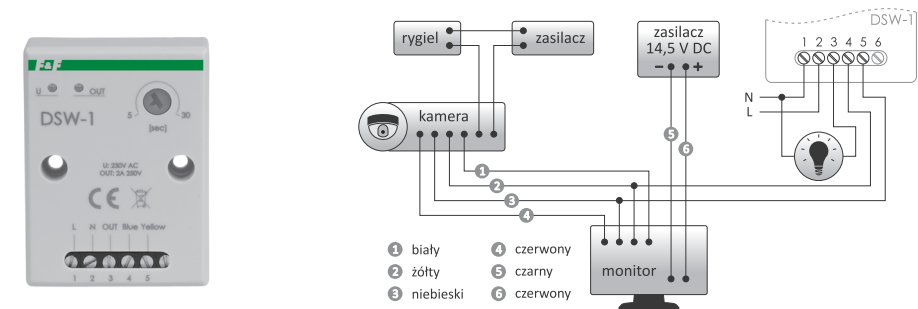 F&F
U OUT
DSW-1
5 30
[sec]
U: 230V AC
OUT: 2A 250V
CE
L N OUT Blue Yellow
1 2 3 4 5
rygiel
zasilacz
zasilacz
14,5 V DC
– +
DSW-1
1 2 3 4 5 6
N
L
kamera
5
6
1
2
3
4
1 biały
2 żółty
3 niebieski
4 czerwony
5 czarny
6 czerwony
monitor